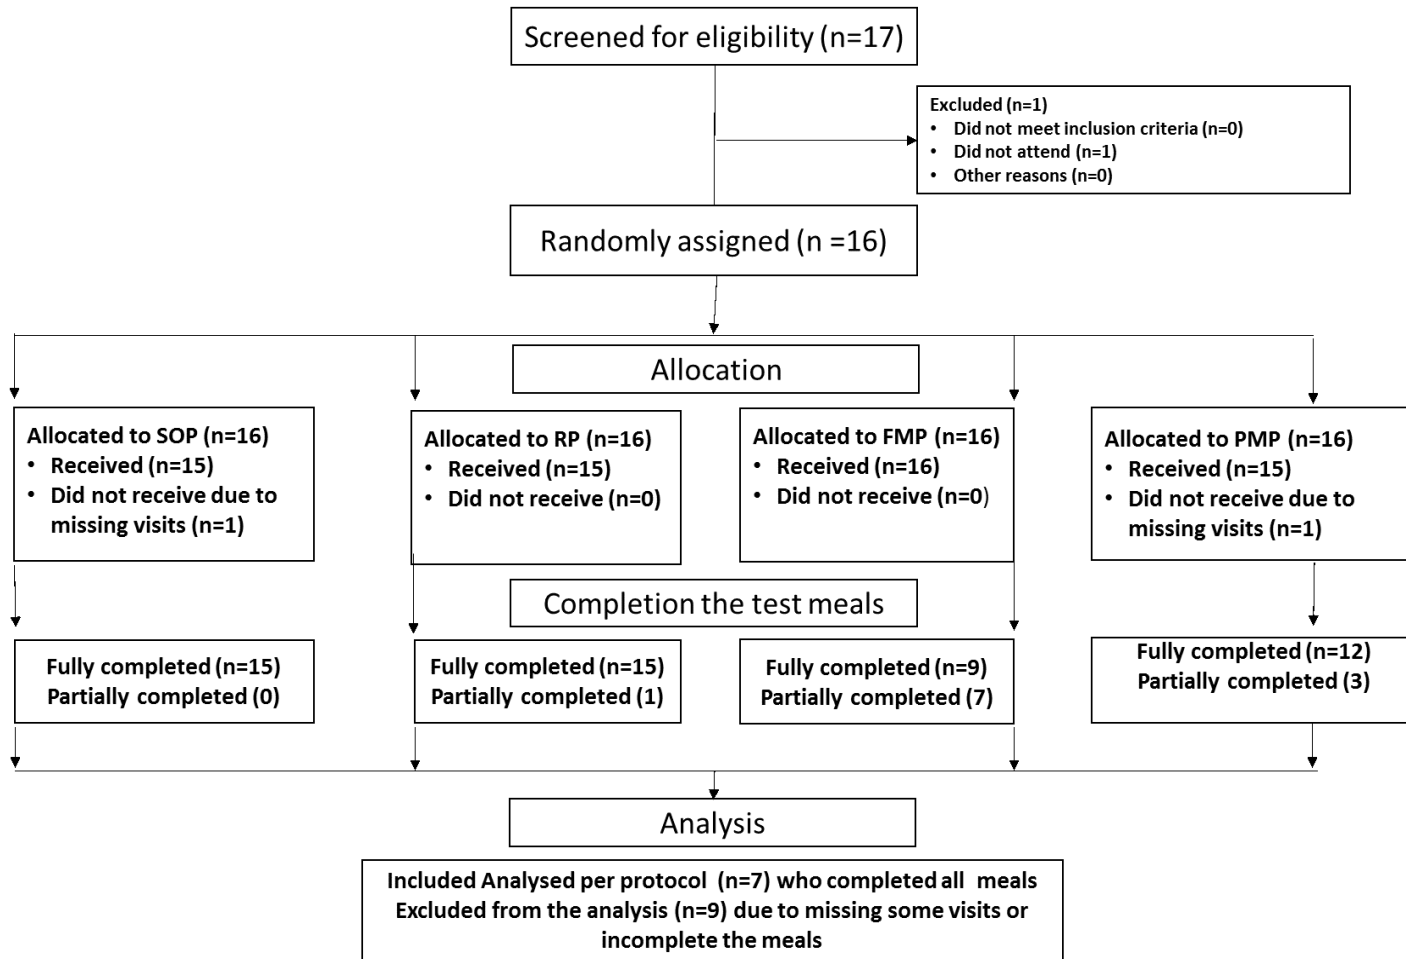 Screened for eligibility (n=17)
Excluded (n=1)
• Did not meet inclusion criteria (n=0)
• Did not attend (n=1)
• Other reasons (n=0)
Randomly assigned (n =16)
Allocation
Allocated to SOP (n=16)
• Received (n=15)
• Did not receive due to
missing visits (n=1)
Allocated to RP (n=16)
• Received (n=15)
• Did not receive (n=0)
Allocated to FMP (n=16)
• Received (n=16)
• Did not receive (n=0)
Allocated to PMP (n=16)
• Received (n=15)
• Did not receive due to
missing visits (n=1)
Completion the test meals
Fully completed (n=15)
Partially completed (0)
Fully completed (n=15)
Partially completed (1)
Fully completed (n=9)
Partially completed (7)
Fully completed (n=12)
Partially completed (3)
Analysis
Included Analysed per protocol (n=7) who completed all meals
Excluded from the analysis (n=9) due to missing some visits or
incomplete the meals